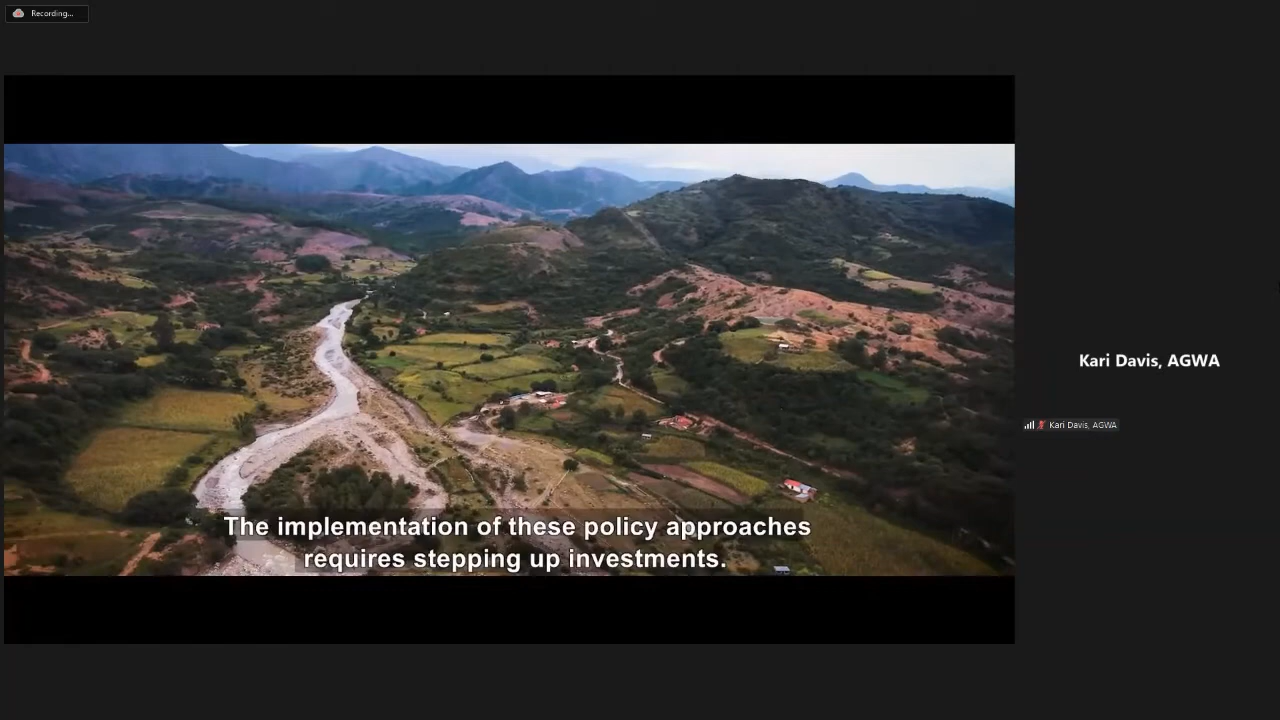 Recording...
The implementation of these policy approaches
requires stepping up investments.
Kari Davis, AGWA
Kari Davis, AGWA